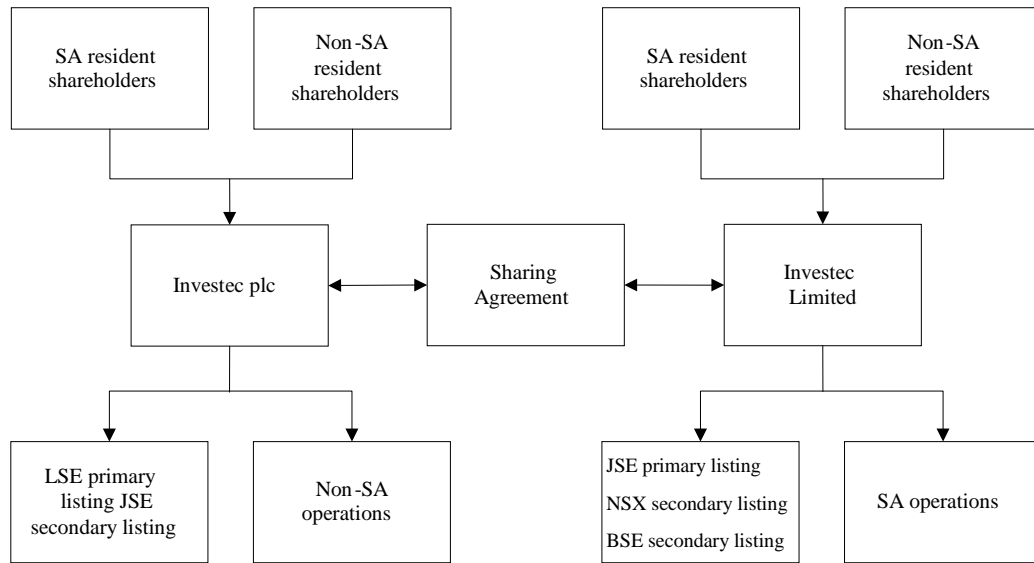 SA resident
shareholders
Non-SA
resident
shareholders
SA resident
shareholders
Non-SA
resident
shareholders
Investec plc
Sharing
Agreement
Investec
Limited
LSE primary
listing JSE
secondary listing
Non-SA
operations
JSE primary listing
NSX secondary listing
BSE secondary listing
SA operations